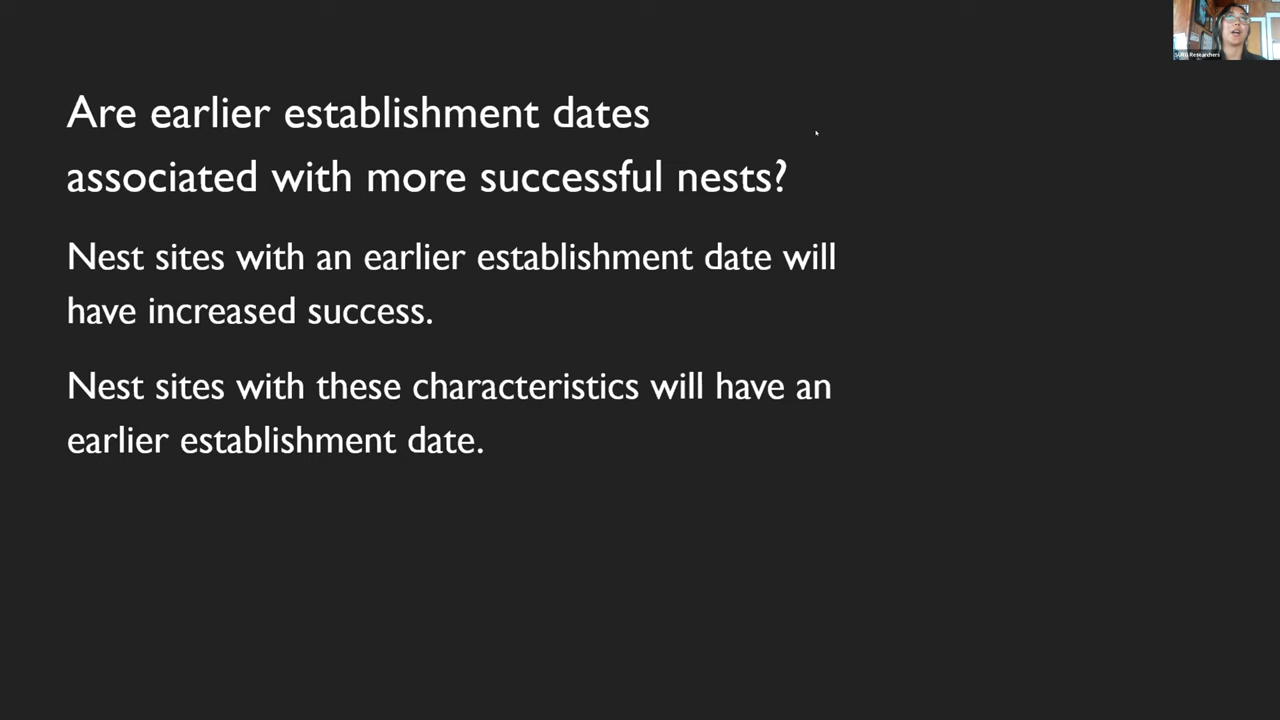 Are earlier establishment dates
associated with more successful nests?
Nest sites with an earlier establishment date will
have increased success.
Nest sites with these characteristics will have an
earlier establishment date.
Researchers